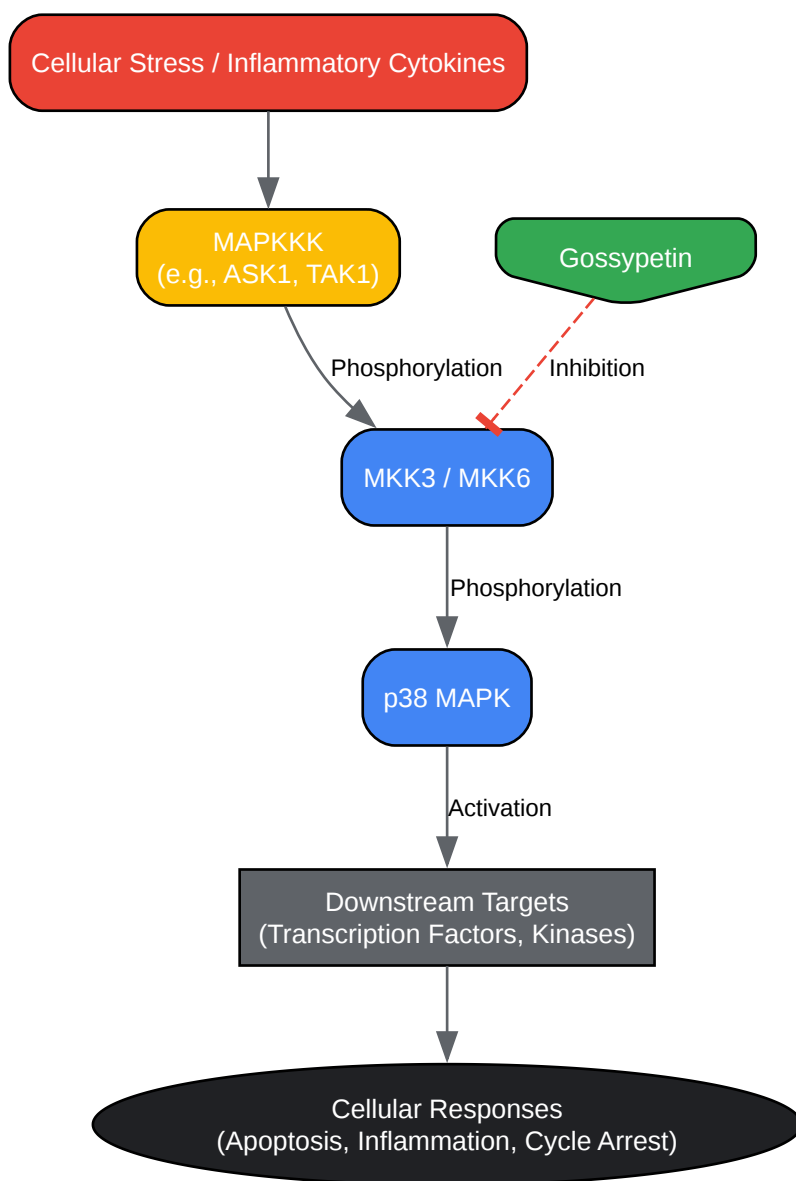 Cellular Stress / Inflammatory Cytokines
MAPKKK
(e.g., ASK1, TAK1)
Gossypetin
Phosphorylation
Inhibition
MKK3 / MKK6
Phosphorylation
p38 MAPK
Activation
Downstream Targets
(Transcription Factors, Kinases)
Cellular Responses
(Apoptosis, Inflammation, Cycle Arrest)